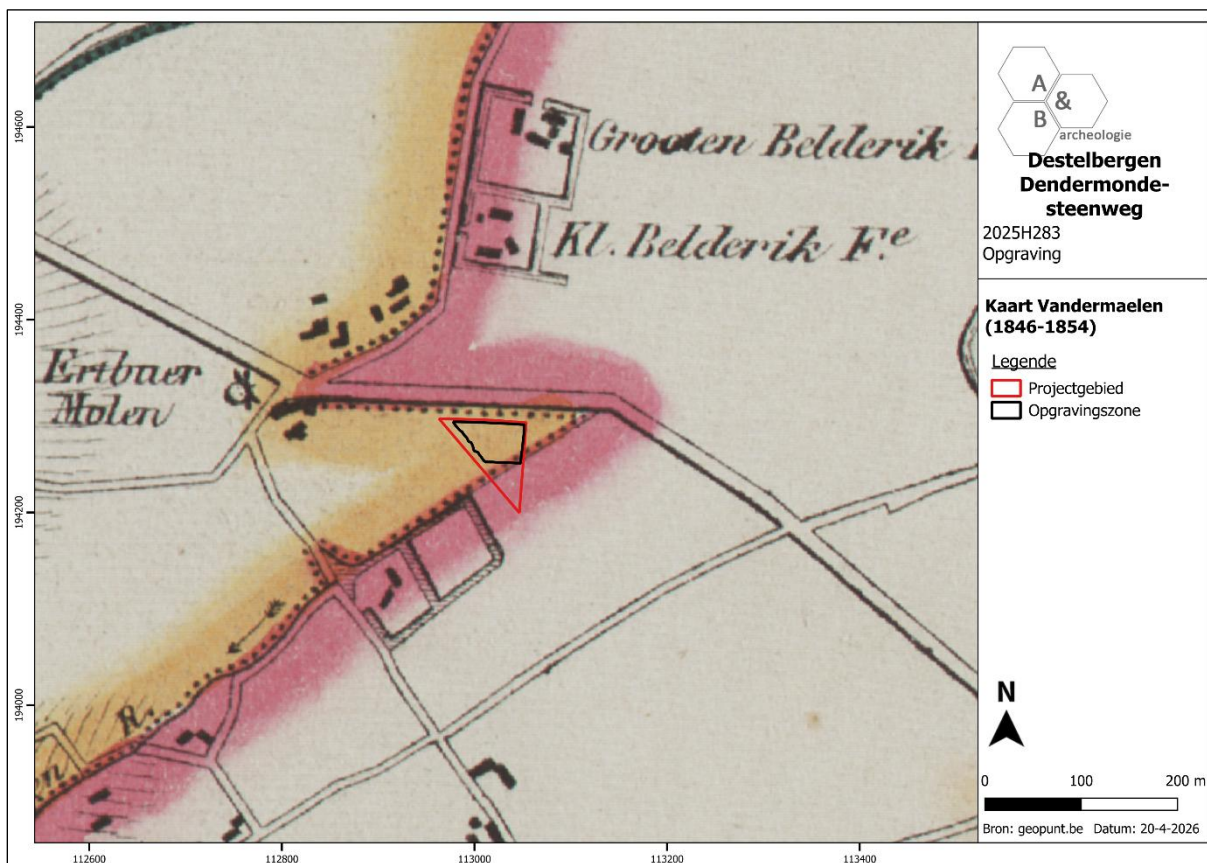 194600
194400
194200
194000
112600
112800
113000
113200
113400
Grooten Belderik
Kl. Belderik Fe
Ertbuer
Molen
R.
A
&
B
archeologie
Destelbergen
Dendermonde-
steenweg
2025H283
Opgraving
Kaart Vandermaelen
(1846-1854)
Legende
Projectgebied
Opgravingszone
N
0 100 200 m
Bron: geopunt.be Datum: 20-4-2026